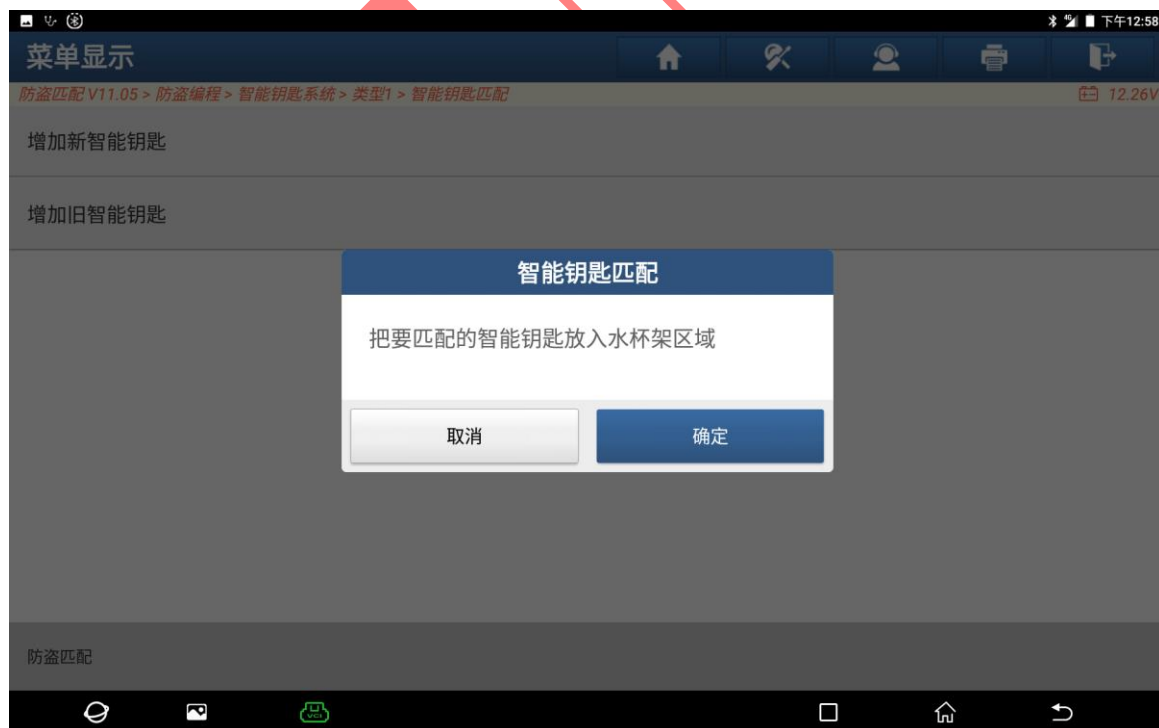 4G 下午12:58
菜单显示
防盗匹配 V11.05 > 防盗编程 > 智能钥匙系统 > 类型1 > 智能钥匙匹配 12.26V
增加新智能钥匙
增加旧智能钥匙
智能钥匙匹配
把要匹配的智能钥匙放入水杯架区域
取消 确定
防盗匹配
VCI